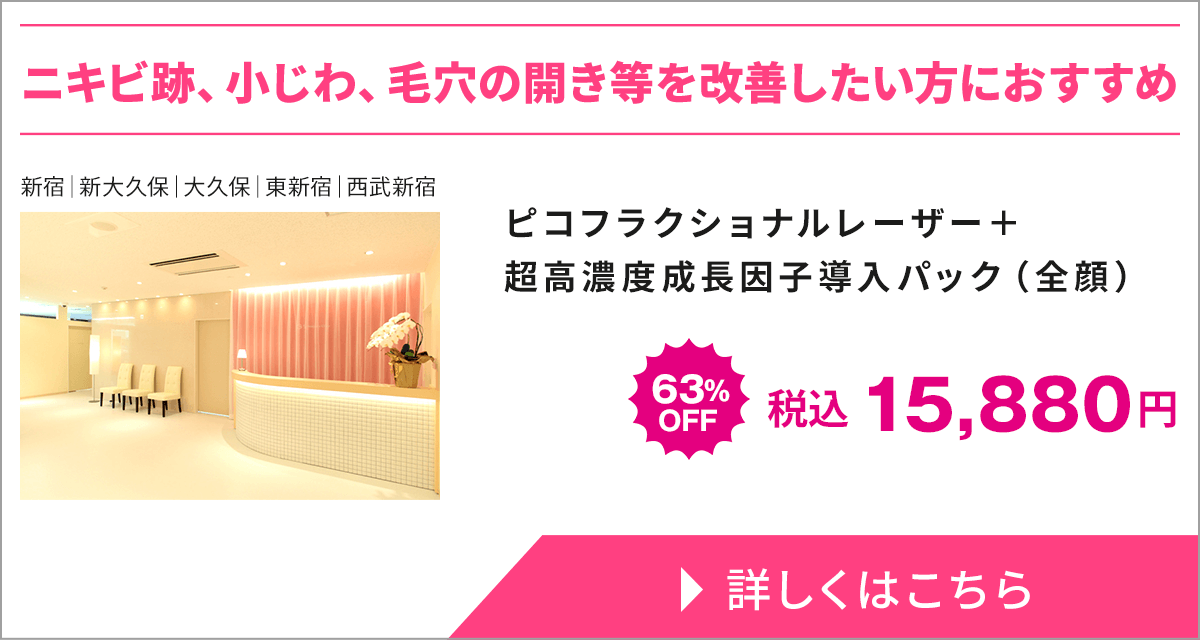 ニキビ跡、小じわ、毛穴の開き等を改善したい方におすすめ
新宿|新大久保|大久保|東新宿|西武新宿
ピコフラクショナルレーザー＋
超高濃度成長因子導入パック（全顔）
63%
OFF
税込 15,880円
詳しくはこちら